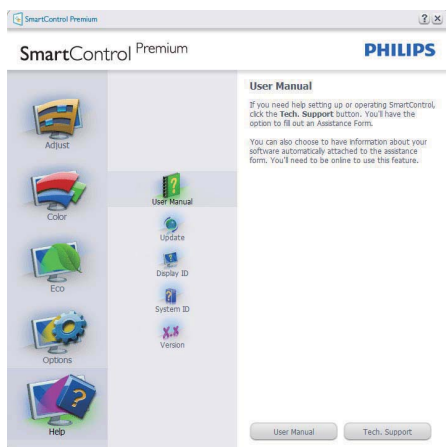 SmartControl Premium
SmartControl Premium
PHILIPS
Adjust
Color
Eco
Options
Help
User Manual
Update
Display ID
System ID
X.X
Version
User Manual
If you need help setting up or operating SmartControl,
click the Tech. Support button. You'll have the
option to fill out an Assistance Form.
You can also choose to have information about your
software automatically attached to the assistance
form. You'll need to be online to use this feature.
User Manual
Tech. Support